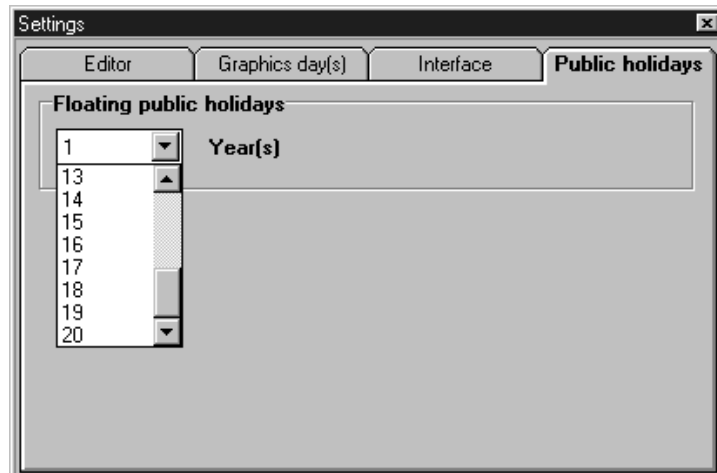 Settings
Editor Graphics day(s) Interface Public holidays
Floating public holidays
1 Year(s)
13
14
15
16
17
18
19
20